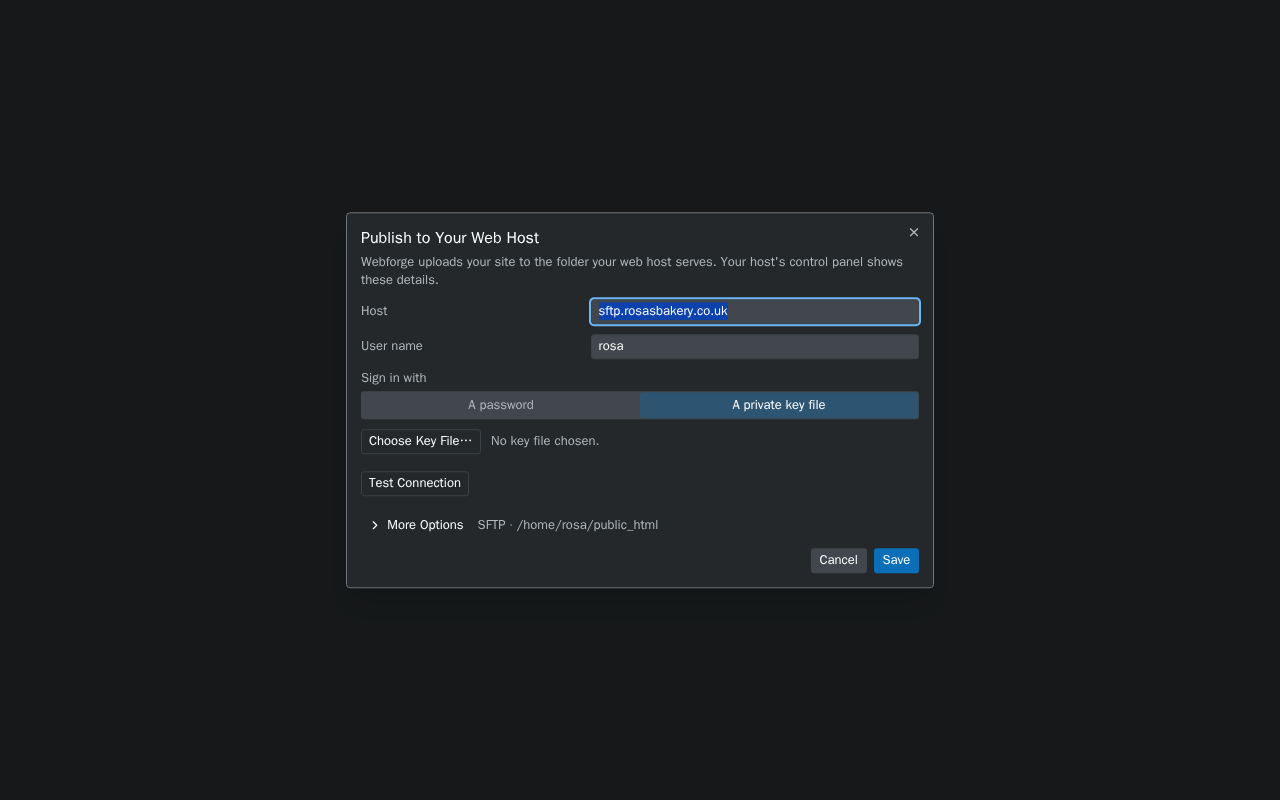 Publish to Your Web Host
Webforge uploads your site to the folder your web host serves. Your host's control panel shows
these details.
Host
sftp.rosasbakery.co.uk
User name
rosa
Sign in with
A password
A private key file
Choose Key File…
No key file chosen.
Test Connection
More Options
SFTP · /home/rosa/public_html
Cancel
Save